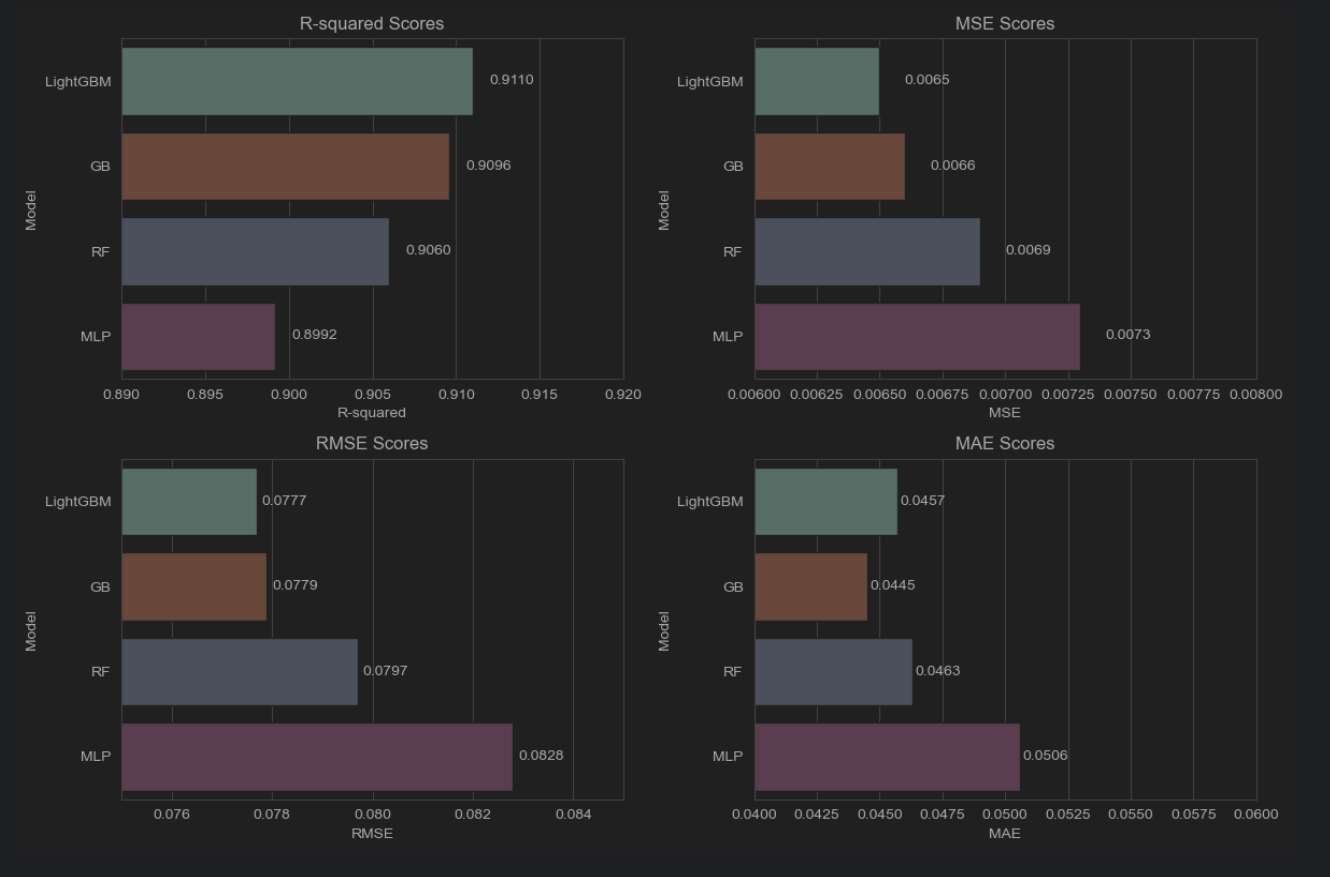 R-squared Scores
LightGBM
0.9110
GB
0.9096
RF
0.9060
MLP
0.8992
Model
0.890 0.895 0.900 0.905 0.910 0.915 0.920
R-squared
MSE Scores
LightGBM
0.0065
GB
0.0066
RF
0.0069
MLP
0.0073
Model
0.00600 0.00625 0.00650 0.00675 0.00700 0.00725 0.00750 0.00775 0.00800
MSE
RMSE Scores
LightGBM
0.0777
GB
0.0779
RF
0.0797
MLP
0.0828
Model
0.076 0.078 0.080 0.082 0.084
RMSE
MAE Scores
LightGBM
0.0457
GB
0.0445
RF
0.0463
MLP
0.0506
Model
0.0400 0.0425 0.0450 0.0475 0.0500 0.0525 0.0550 0.0575 0.0600
MAE